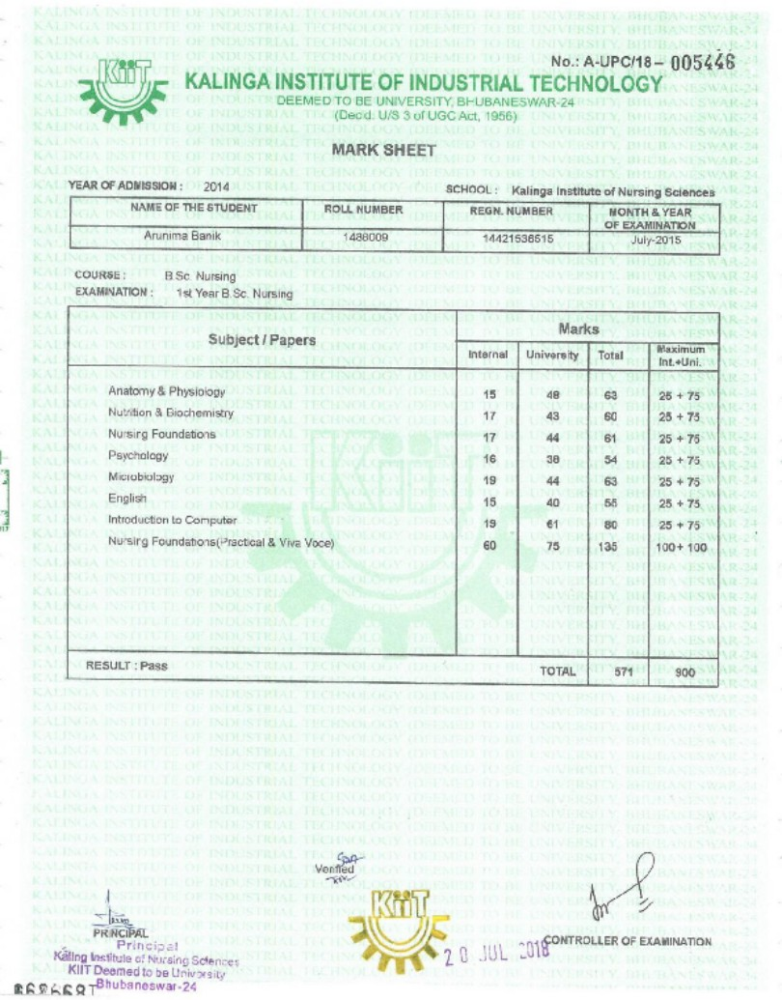 No.: A-UPC/18- 005446
KiiT
KALINGA INSTITUTE OF INDUSTRIAL TECHNOLOGY
DEEMED TO BE UNIVERSITY, BHUBANESWAR-24
(Decid. U/S 3 of UGC Act, 1956)
MARK SHEET
YEAR OF ADMISSION : 2014 SCHOOL : Kalinga Institute of Nursing Sciences
NAME OF THE STUDENT ROLL NUMBER REGN. NUMBER MONTH & YEAR OF EXAMINATION
Arunima Banik 1488009 14421536515 July-2015
COURSE : B.Sc. Nursing
EXAMINATION : 1st Year B.Sc. Nursing
Subject / Papers Marks
Internal University Total Maximum Int.+Uni.
Anatomy & Physiology 15 48 63 25 + 75
Nutrition & Biochemistry 17 43 60 25 + 75
Nursing Foundations 17 44 61 25 + 75
Psychology 16 38 54 25 + 75
Microbiology 19 44 63 25 + 75
English 15 40 55 25 + 75
Introduction to Computer 19 61 80 25 + 75
Nursing Foundations(Practical & Viva Voce) 60 75 135 100+ 100
RESULT : Pass TOTAL 571 900
Verified
KiiT
PRINCIPAL
Principal
Kaling Institute of Nursing Sciences
KIIT Deemed to be University
Bhubaneswar-24
20 JUL 2018
CONTROLLER OF EXAMINATION